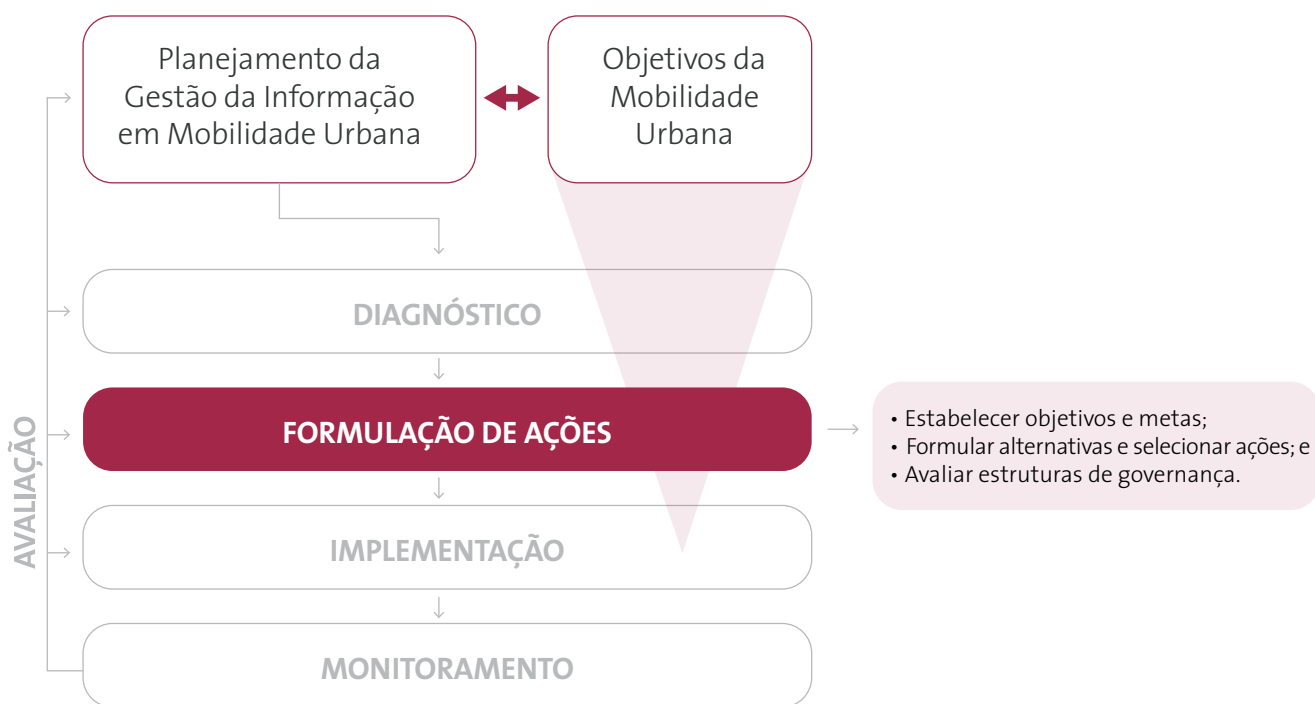 Planejamento da
Gestão da Informação
em Mobilidade Urbana
Objetivos da
Mobilidade
Urbana
DIAGNÓSTICO
FORMULAÇÃO DE AÇÕES
• Estabelecer objetivos e metas;
• Formular alternativas e selecionar ações; e
• Avaliar estruturas de governança.
AVALIAÇÃO
IMPLEMENTAÇÃO
MONITORAMENTO